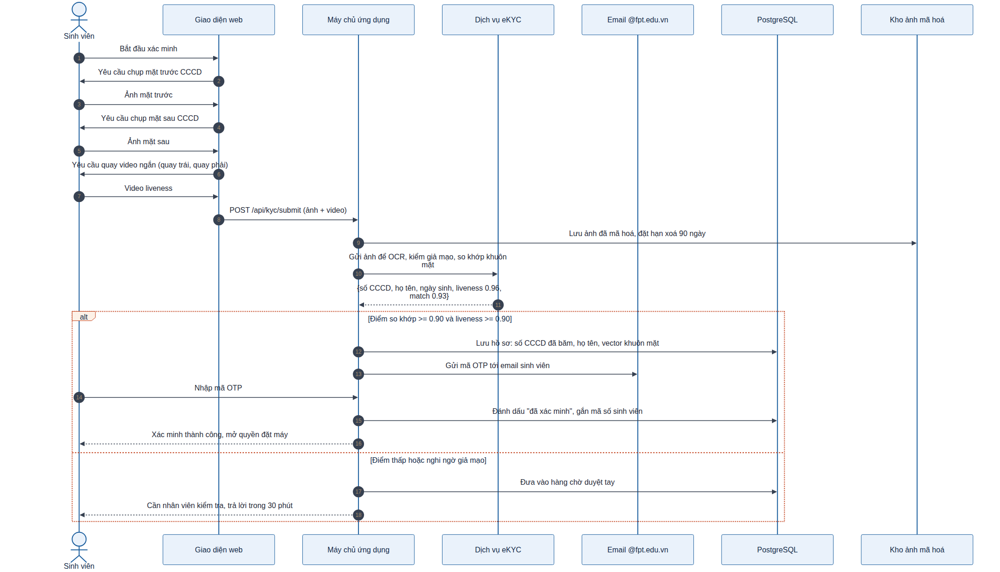 Sinh viên
Giao diện web
Máy chủ ứng dụng
Dịch vụ eKYC
Email @fpt.edu.vn
PostgreSQL
Kho ảnh mã hoá
Bắt đầu xác minh
1
Yêu cầu chụp mặt trước CCCD
2
Ảnh mặt trước
3
Yêu cầu chụp mặt sau CCCD
4
Ảnh mặt sau
5
Yêu cầu quay video ngắn (quay trái, quay phải)
6
Video liveness
7
POST /api/kyc/submit (ảnh + video)
8
Lưu ảnh đã mã hoá, đặt hạn xoá 90 ngày
9
Gửi ảnh để OCR, kiểm giả mạo, so khớp khuôn
mặt
10
{số CCCD, họ tên, ngày sinh, liveness 0.96,
match 0.93}
11
alt
[Điểm so khớp >= 0.90 và liveness >= 0.90]
Lưu hồ sơ: số CCCD đã băm, họ tên, vector khuôn mặt
12
Gửi mã OTP tới email sinh viên
13
Nhập mã OTP
14
Đánh dấu "đã xác minh", gắn mã số sinh viên
15
Xác minh thành công, mở quyền đặt máy
16
[Điểm thấp hoặc nghi ngờ giả mạo]
Đưa vào hàng chờ duyệt tay
17
Cần nhân viên kiểm tra, trả lời trong 30 phút
18
Sinh viên
Giao diện web
Máy chủ ứng dụng
Dịch vụ eKYC
Email @fpt.edu.vn
PostgreSQL
Kho ảnh mã hoá